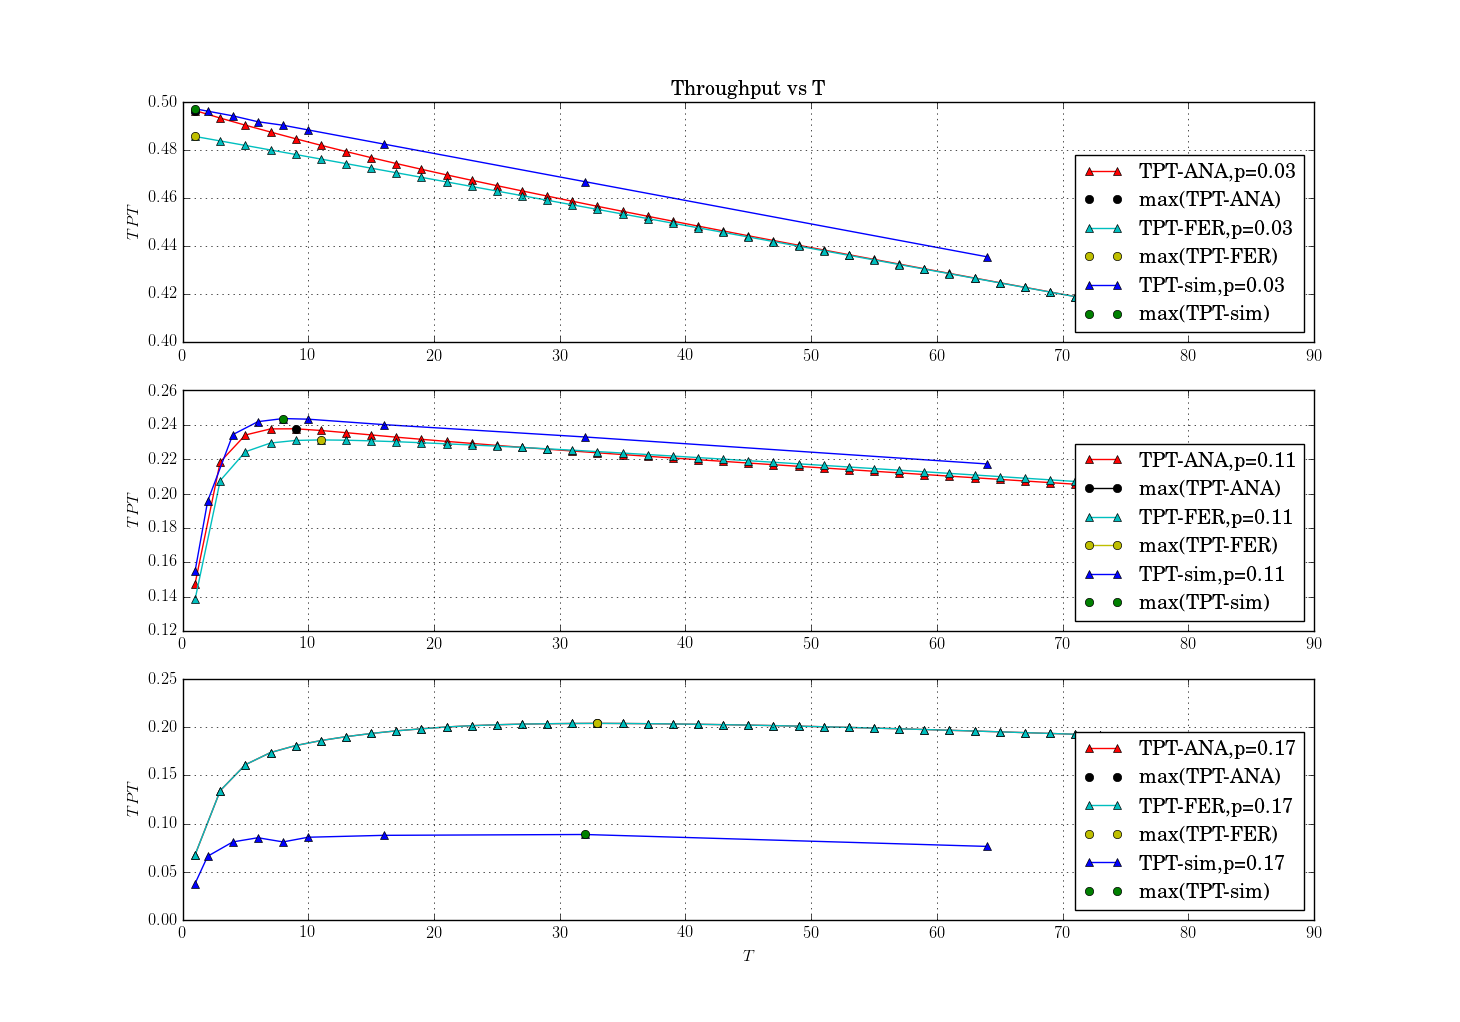 Throughput vs T
0.50
0.48
0.46
0.44
0.42
0.40
TPT
0 10 20 30 40 50 60 70 80 90
TPT-ANA,p=0.03
max(TPT-ANA)
TPT-FER,p=0.03
max(TPT-FER)
TPT-sim,p=0.03
max(TPT-sim)
0.26
0.24
0.22
0.20
0.18
0.16
0.14
0.12
TPT
0 10 20 30 40 50 60 70 80 90
TPT-ANA,p=0.11
max(TPT-ANA)
TPT-FER,p=0.11
max(TPT-FER)
TPT-sim,p=0.11
max(TPT-sim)
0.25
0.20
0.15
0.10
0.05
0.00
TPT
0 10 20 30 40 50 60 70 80 90
TPT-ANA,p=0.17
max(TPT-ANA)
TPT-FER,p=0.17
max(TPT-FER)
TPT-sim,p=0.17
max(TPT-sim)
T